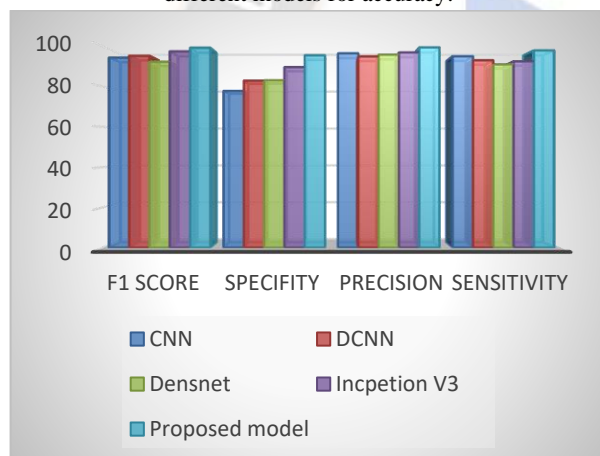 different models for accuracy.
100
80
60
40
20
0
F1 SCORE SPECIFITY PRECISION SENSITIVITY
CNN DCNN
Densnet Incpetion V3
Proposed model